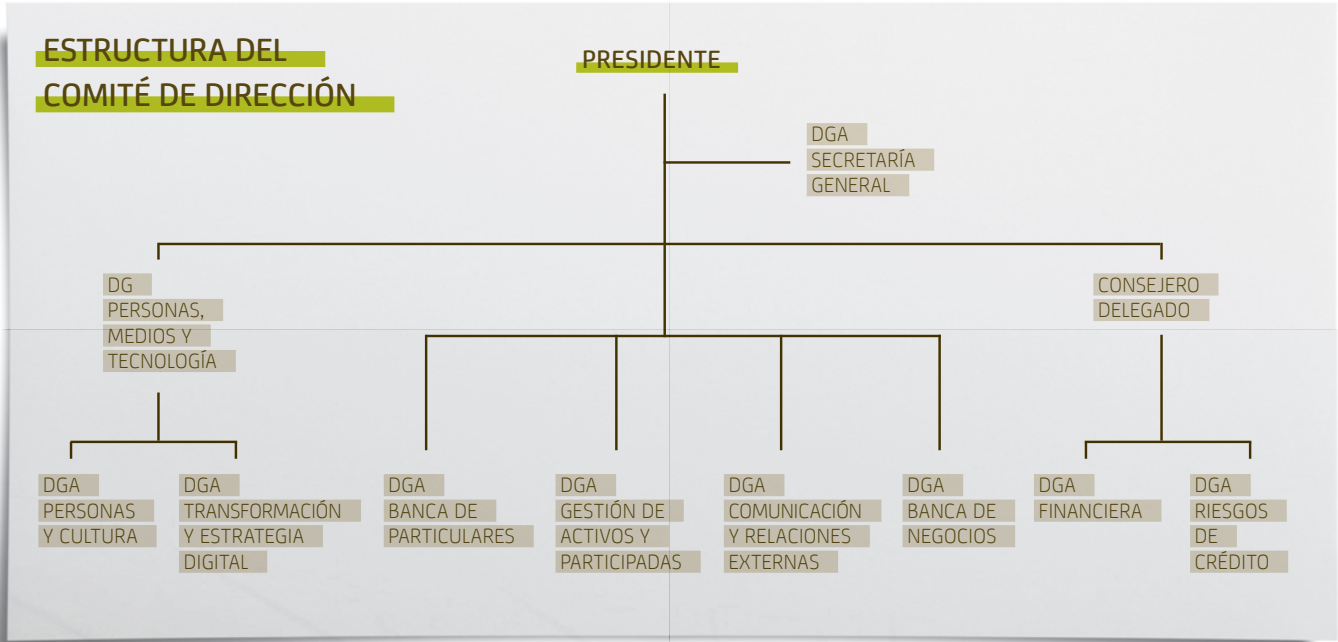 ESTRUCTURA DEL
COMITÉ DE DIRECCIÓN
PRESIDENTE
DGA
SECRETARÍA
GENERAL
DG
PERSONAS,
MEDIOS Y
TECNOLOGÍA
CONSEJERO
DELEGADO
DGA
PERSONAS
Y CULTURA
DGA
TRANSFORMACIÓN
Y ESTRATEGIA
DIGITAL
DGA
BANCA DE
PARTICULARES
DGA
GESTIÓN DE
ACTIVOS Y
PARTICIPADAS
DGA
COMUNICACIÓN
Y RELACIONES
EXTERNAS
DGA
BANCA DE
NEGOCIOS
DGA
FINANCIERA
DGA
RIESGOS
DE
CRÉDITO